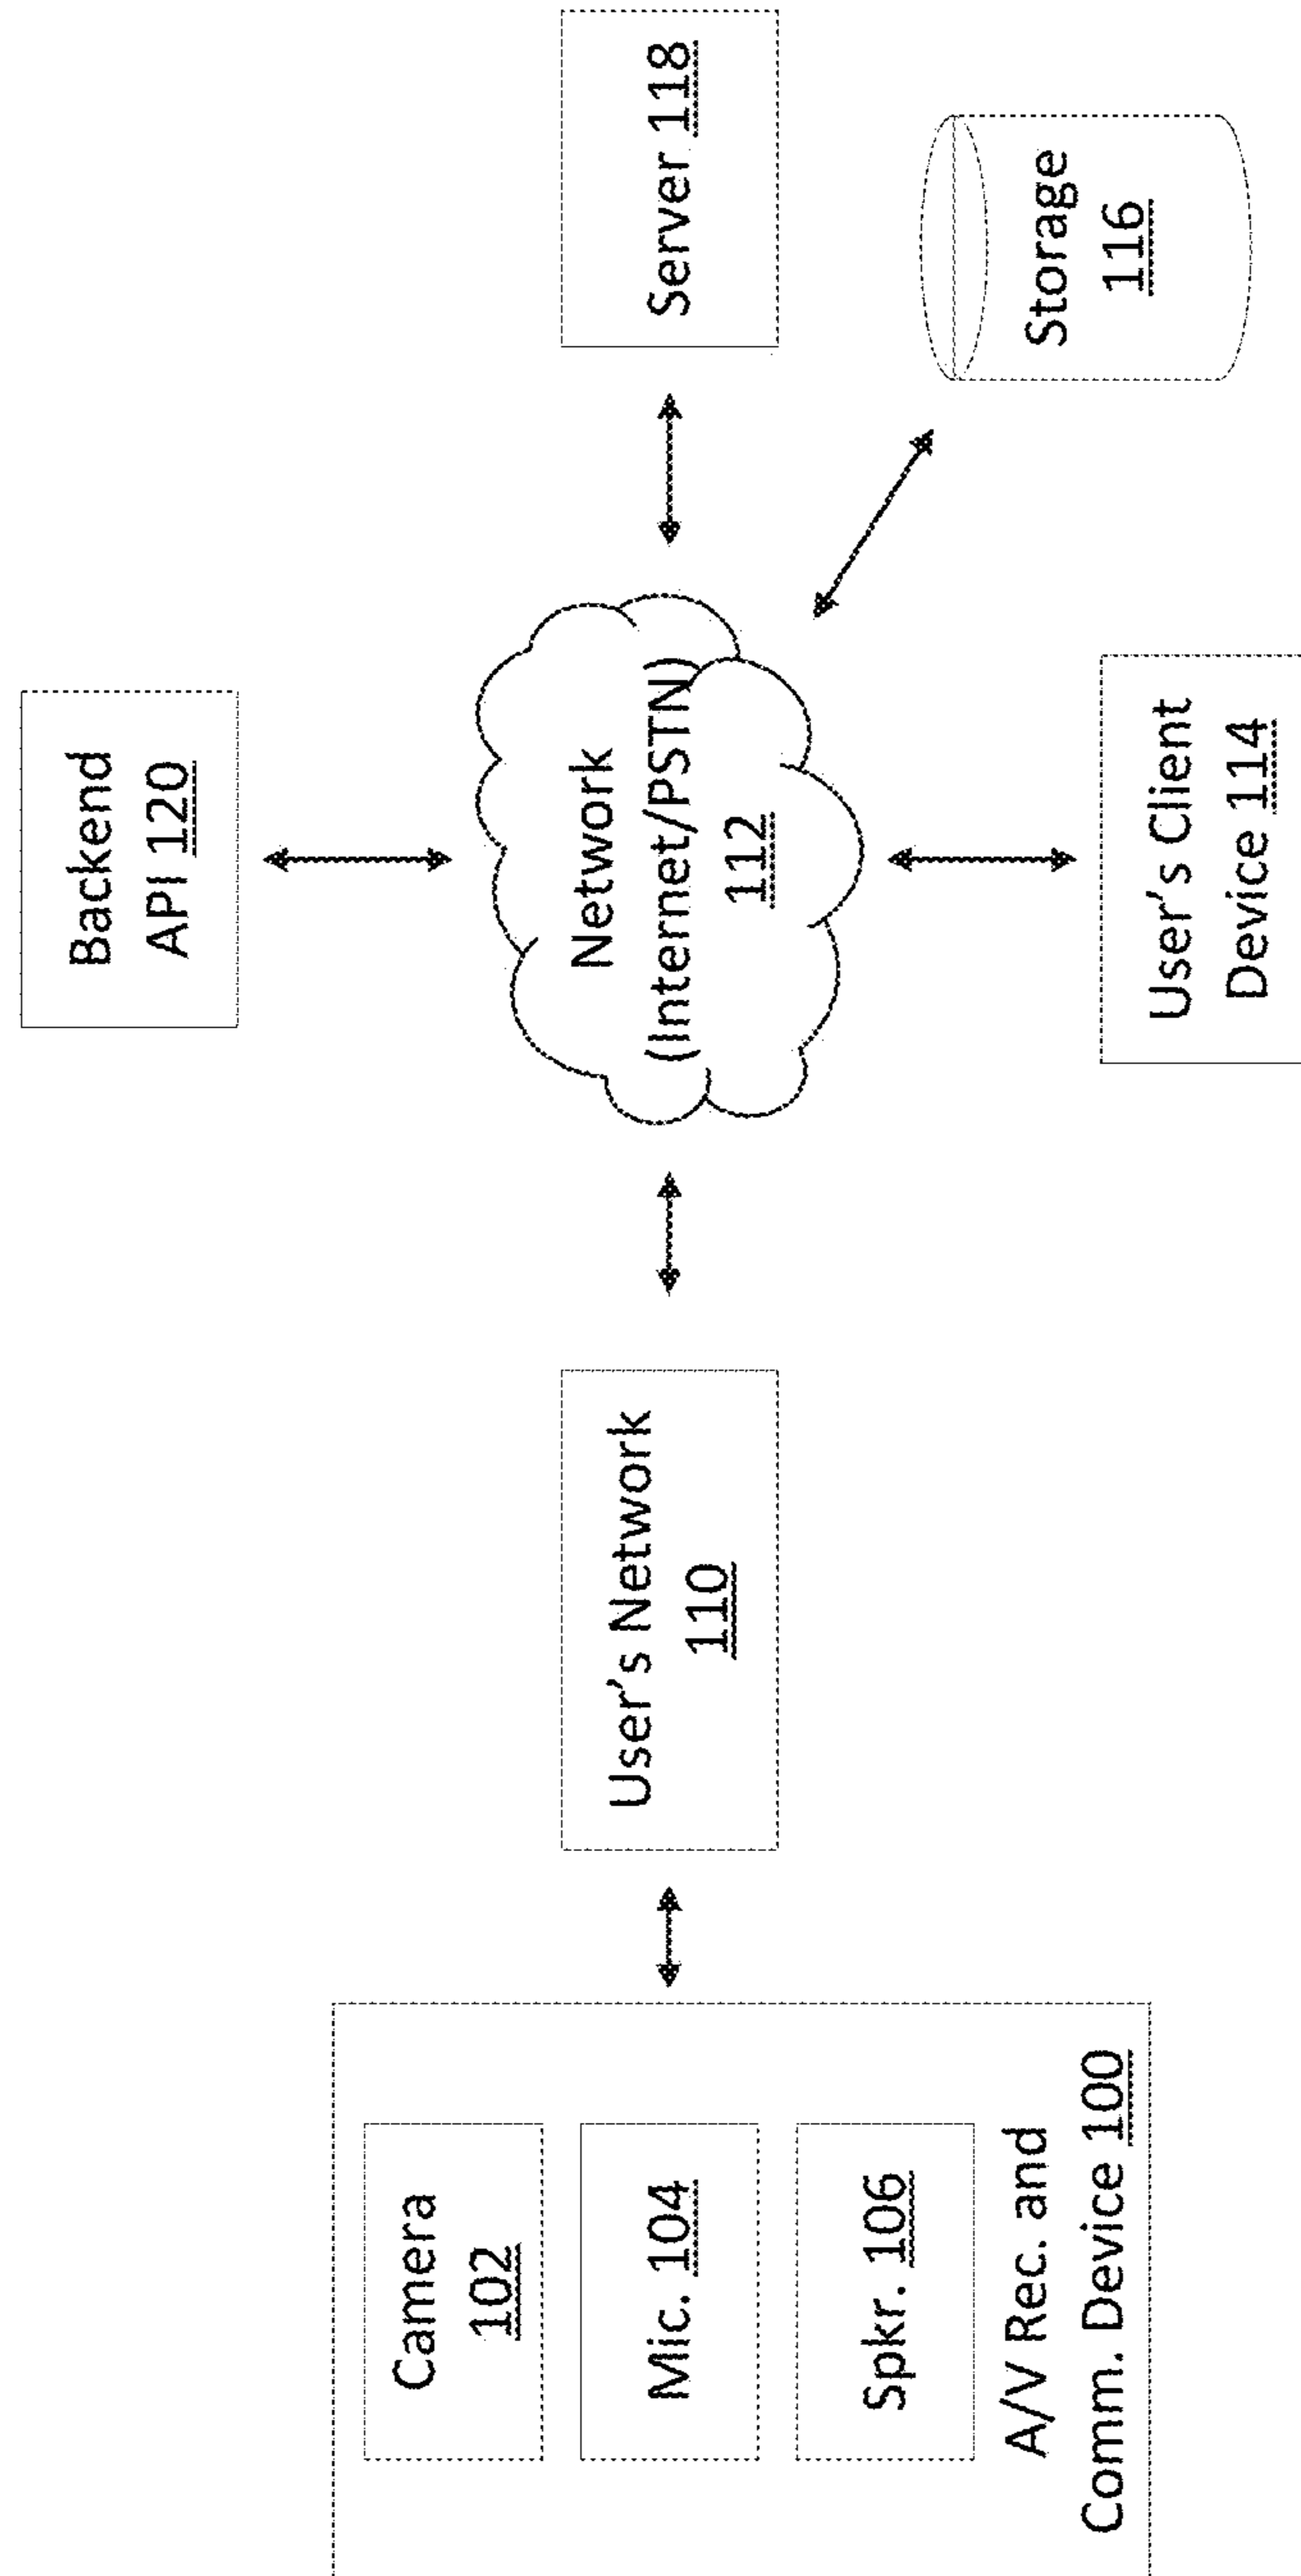 Camera
102
Mic. 104
Spkr. 106
A/V Rec. and
Comm. Device 100
User's Network
110
Backend
API 120
Network
(Internet/PSTN)
112
User's Client
Device 114
Server 118
Storage
116